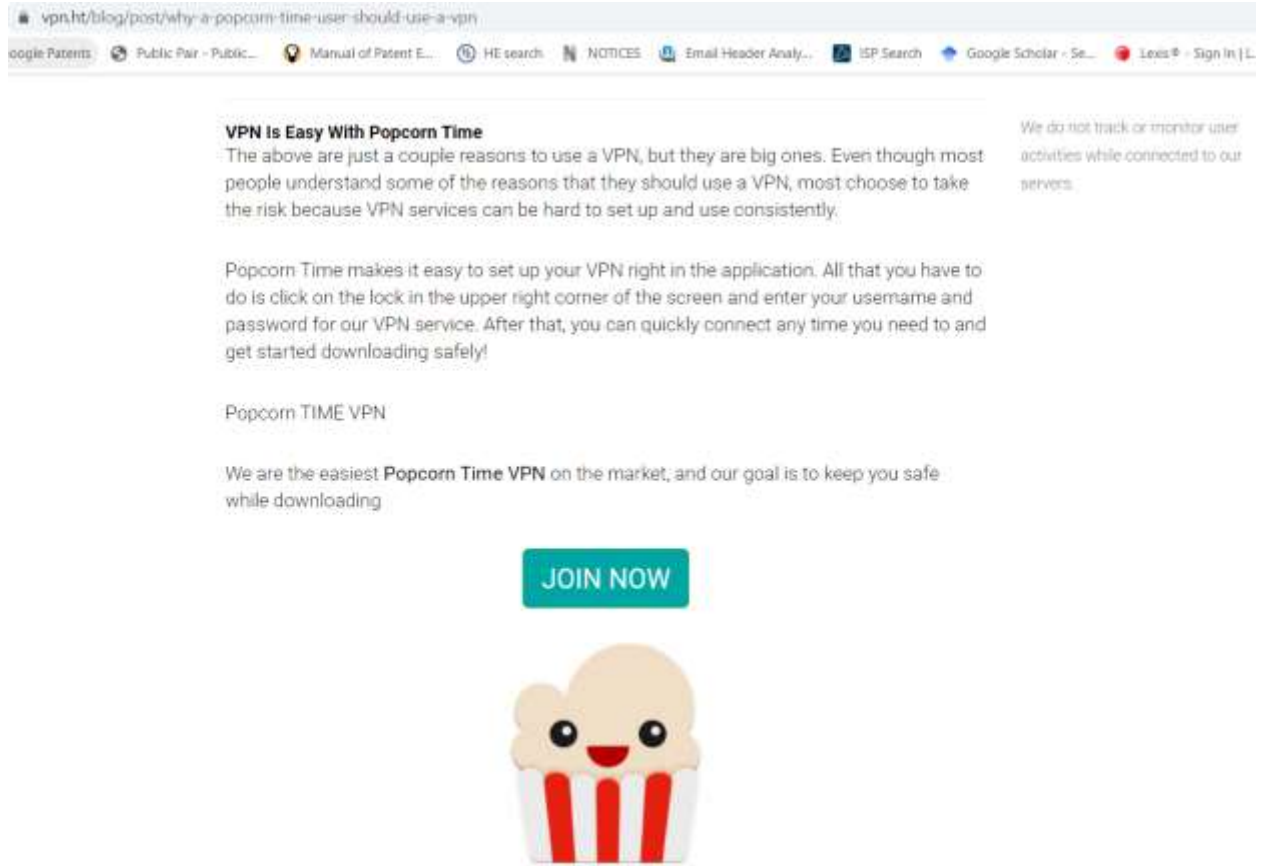 vpn.ht/blog/post/why-a-popcorn-time-user-should-use-a-vpn
oogle Patents Public Pair - Public... Manual of Patent E... HE search NOTICES Email Header Analy... ISP Search Google Scholar - Se... Lexis® - Sign In | L...
VPN Is Easy With Popcorn Time
The above are just a couple reasons to use a VPN, but they are big ones. Even though most
people understand some of the reasons that they should use a VPN, most choose to take
the risk because VPN services can be hard to set up and use consistently.
Popcorn Time makes it easy to set up your VPN right in the application. All that you have to
do is click on the lock in the upper right corner of the screen and enter your username and
password for our VPN service. After that, you can quickly connect any time you need to and
get started downloading safely!
Popcorn TIME VPN
We are the easiest Popcorn Time VPN on the market, and our goal is to keep you safe
while downloading
JOIN NOW
We do not track or monitor user
activities while connected to our
servers.